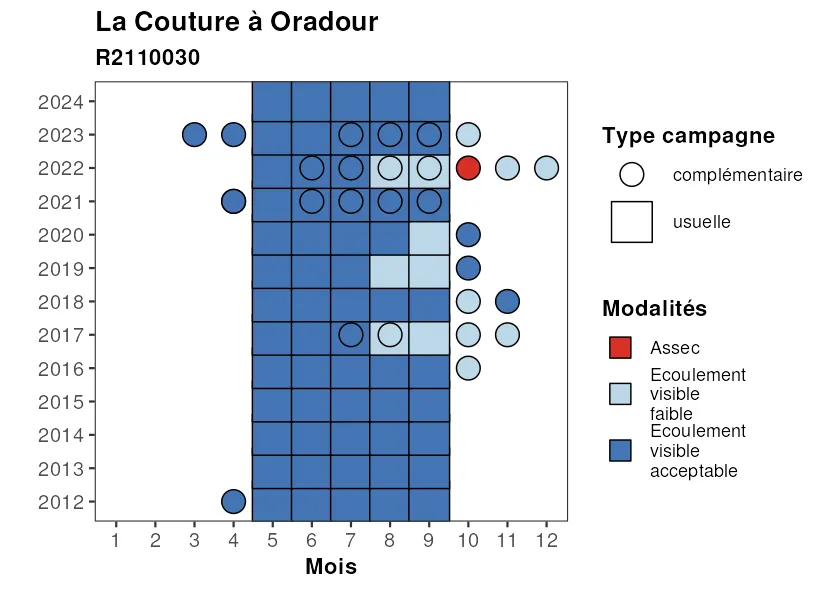 La Couture à Oradour
R2110030
2024
2023
2022
2021
2020
2019
2018
2017
2016
2015
2014
2013
2012
1 2 3 4 5 6 7 8 9 10 11 12
Mois
Type campagne
complémentaire
usuelle
Modalités
Assec
Ecoulement
visible
faible
Ecoulement
visible
acceptable